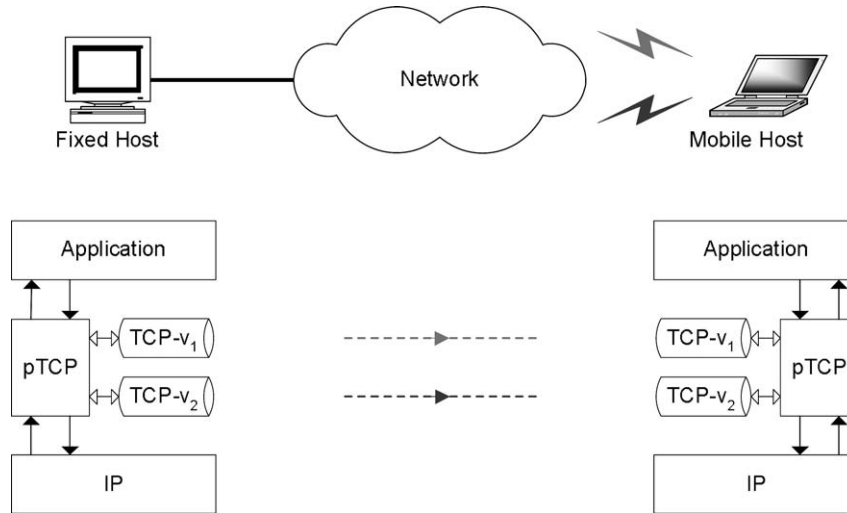 Network
Fixed Host
Mobile Host
Application
Application
TCP-v₁
TCP-v₁
pTCP
pTCP
TCP-v₂
TCP-v₂
IP
IP